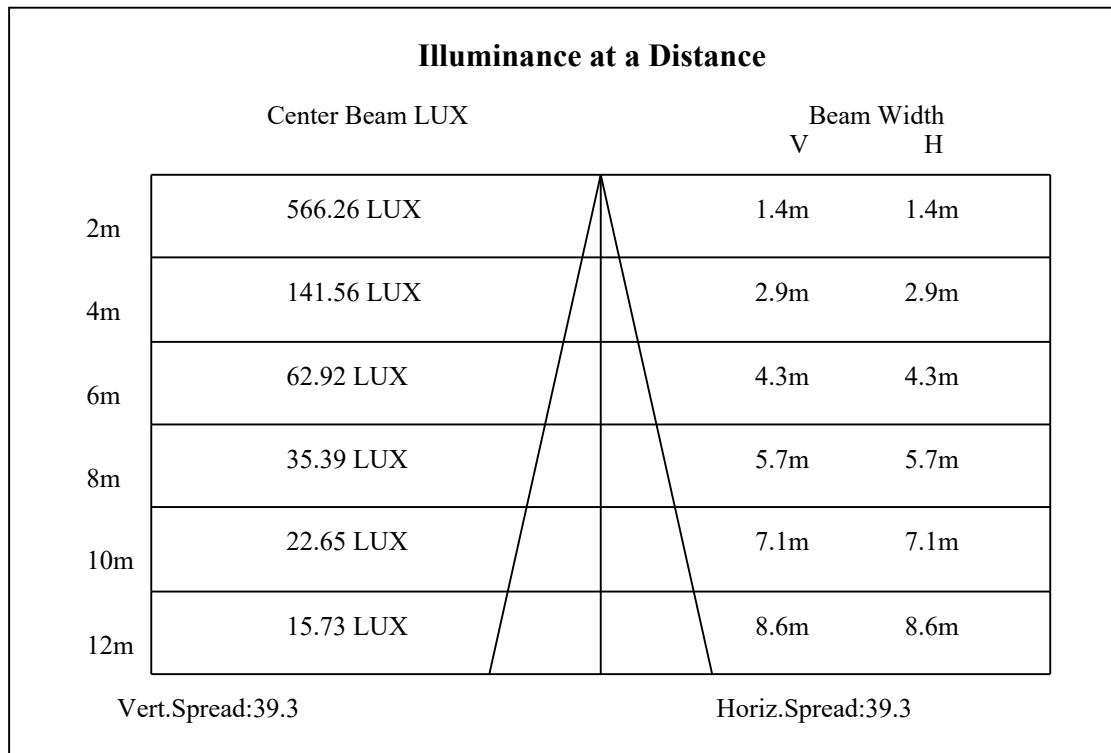 Illuminance at a Distance
Center Beam LUX Beam Width
V H
566.26 LUX 1.4m 1.4m
2m
141.56 LUX 2.9m 2.9m
4m
62.92 LUX 4.3m 4.3m
6m
35.39 LUX 5.7m 5.7m
8m
22.65 LUX 7.1m 7.1m
10m
15.73 LUX 8.6m 8.6m
12m
Vert.Spread:39.3 Horiz.Spread:39.3